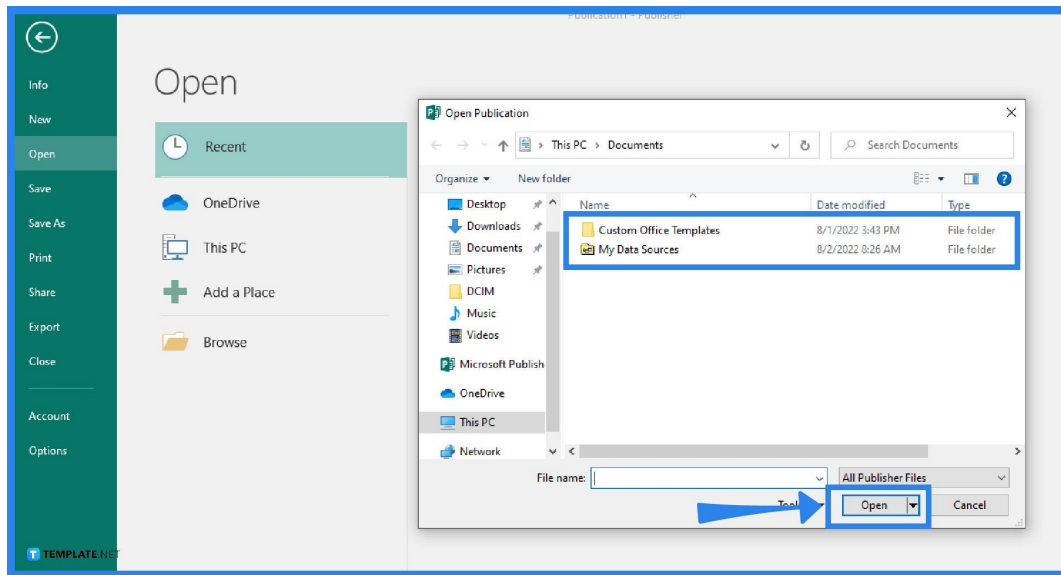 Publication1 - Publisher
Info
New
Open
Save
Save As
Print
Share
Export
Close
Account
Options
T TEMPLATE.NET
Open
Recent
OneDrive
This PC
Add a Place
Browse
Open Publication
This PC > Documents
Search Documents
Organize
New folder
Desktop
Downloads
Documents
Pictures
DCIM
Music
Videos
Microsoft Publish
OneDrive
This PC
Network
Name Date modified Type
Custom Office Templates 8/1/2022 3:43 PM File folder
My Data Sources 8/2/2022 8:26 AM File folder
File name: All Publisher Files
Open Cancel